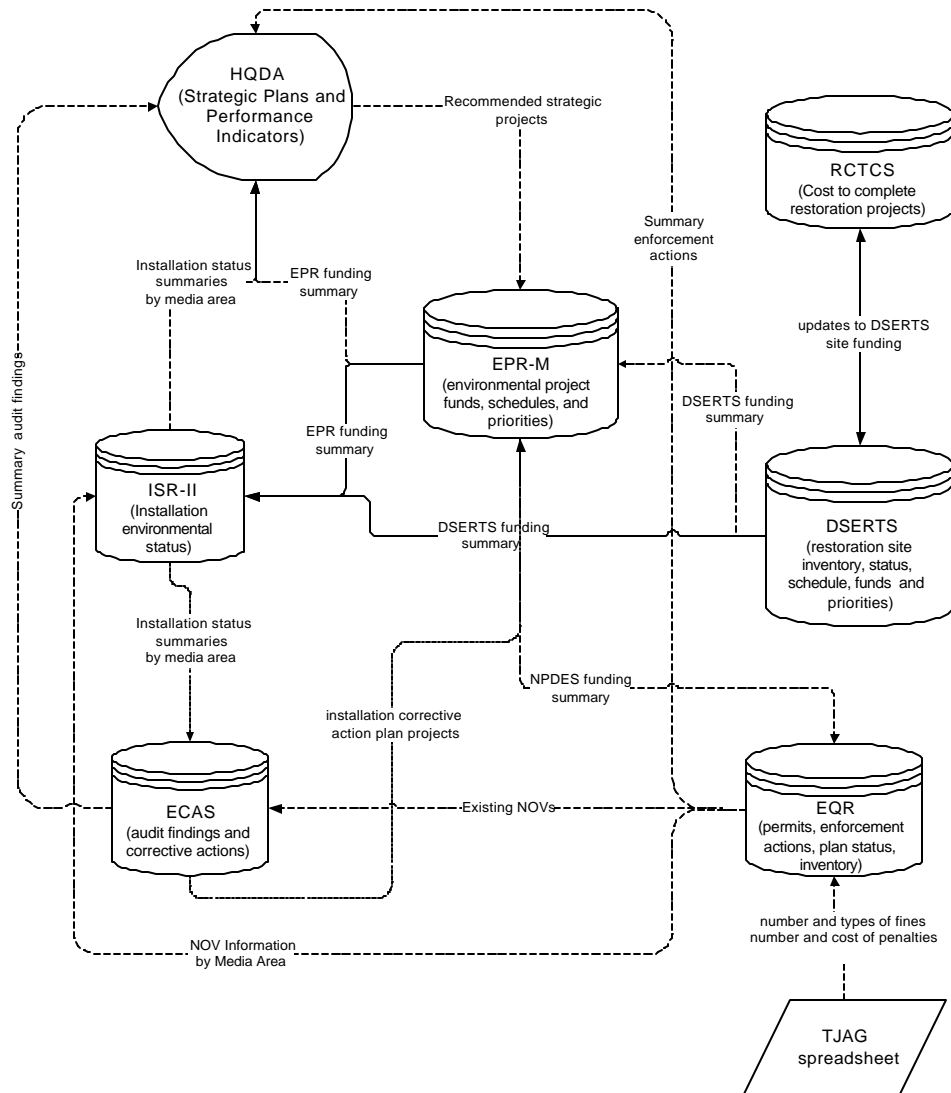 HQDA
(Strategic Plans and
Performance
Indicators)
Recommended strategic
projects
RCTCS
(Cost to complete
restoration projects)
Summary
enforcement
actions
Installation status
summaries
by media area
EPR funding
summary
updates to DSERTS
site funding
EPR-M
(environmental project
funds, schedules, and
priorities)
DSERTS funding
summary
Summary audit findings
EPR funding
summary
ISR-II
(Installation
environmental
status)
DSERTS funding
summary
DSERTS
(restoration site
inventory, status,
schedule, funds and
priorities)
Installation status
summaries
by media area
NPDES funding
summary
installation corrective
action plan projects
ECAS
(audit findings and
corrective actions)
Existing NOVs
EQR
(permits, enforcement
actions, plan status,
inventory)
NOV Information
by Media Area
number and types of fines
number and cost of penalties
TJAG
spreadsheet